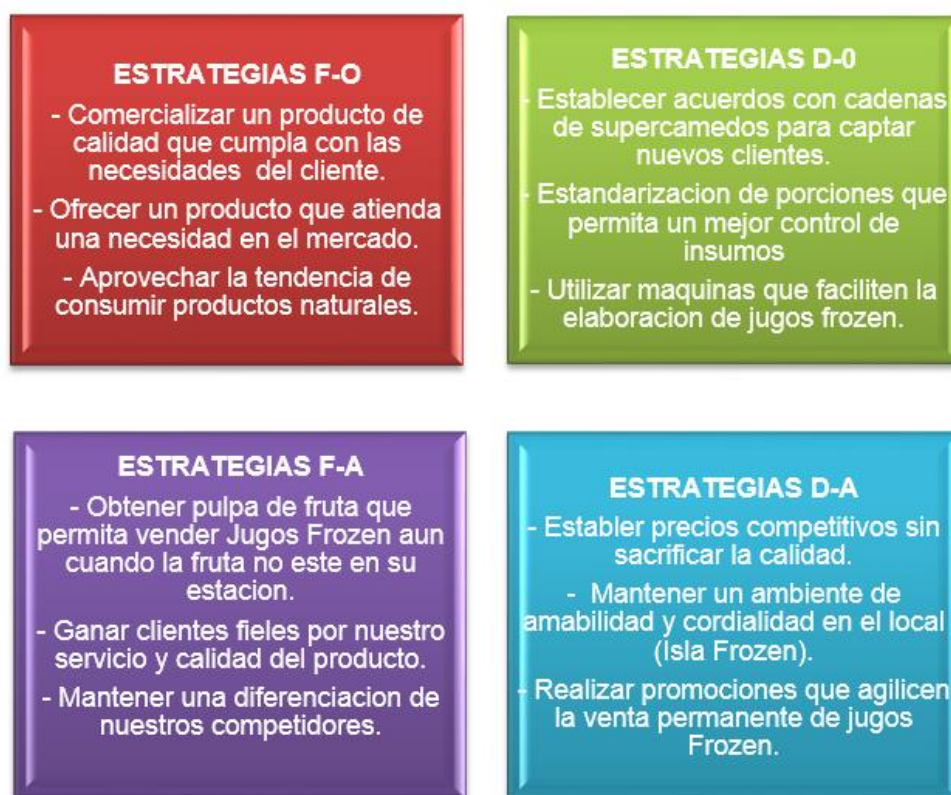 ESTRATEGIAS F-O
- Comercializar un producto de
calidad que cumpla con las
necesidades del cliente.
- Ofrecer un producto que atienda
una necesidad en el mercado.
- Aprovechar la tendencia de
consumir productos naturales.
ESTRATEGIAS D-0
- Establecer acuerdos con cadenas
de supercamedos para captar
nuevos clientes.
- Estandarizacion de porciones que
permita un mejor control de
insumos
- Utilizar maquinas que faciliten la
elaboracion de jugos frozen.
ESTRATEGIAS F-A
- Obtener pulpa de fruta que
permita vender Jugos Frozen aun
cuando la fruta no este en su
estacion.
- Ganar clientes fieles por nuestro
servicio y calidad del producto.
- Mantener una diferenciacion de
nuestros competidores.
ESTRATEGIAS D-A
- Establer precios competitivos sin
sacrificar la calidad.
- Mantener un ambiente de
amabilidad y cordialidad en el local
(Isla Frozen).
- Realizar promociones que agilicen
la venta permanente de jugos
Frozen.